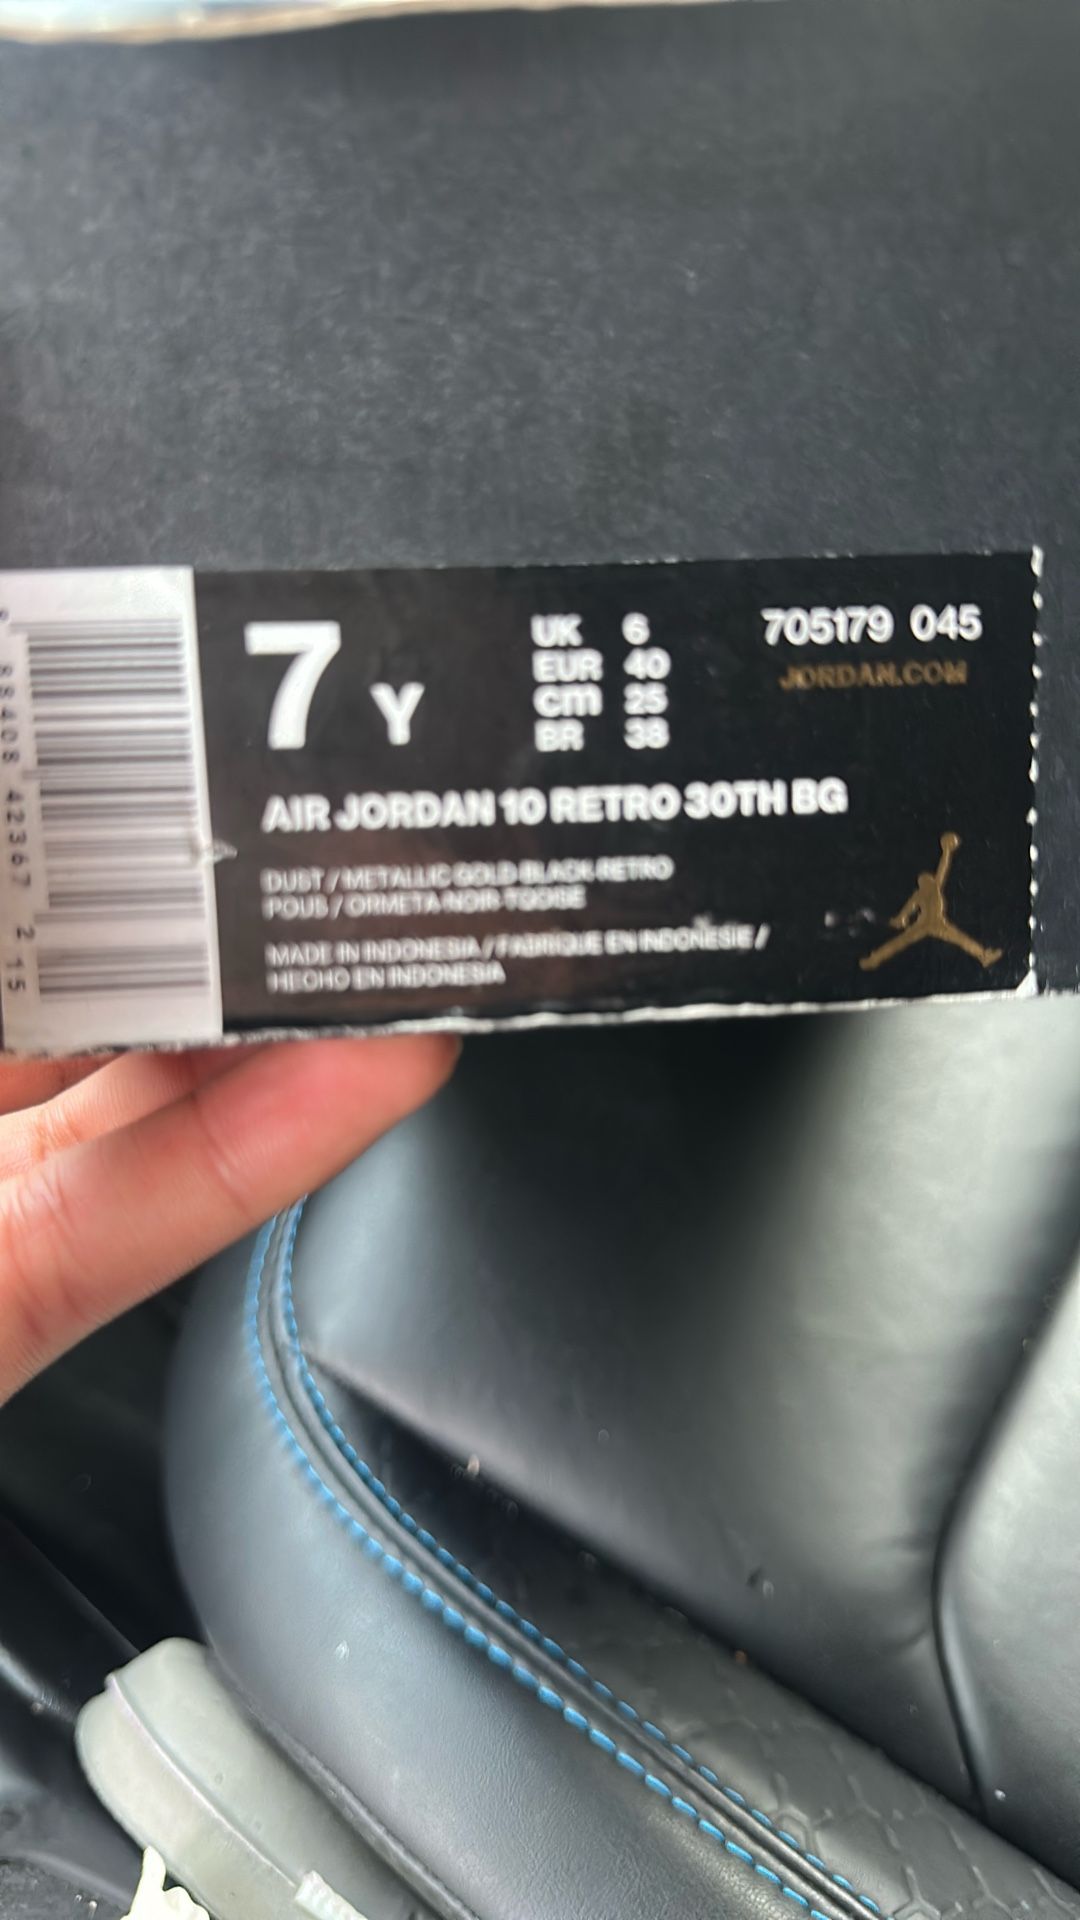 7 Y
UK 6
EUR 40
cm 25
BR 38
705179 045
JORDAN.COM
AIR JORDAN 10 RETRO 30TH BG
DUST / METALLIC GOLD-BLACK-RETRO
MADE IN INDONESIA / FABRIQUE EN INDONESIE /
HECHO EN INDONESIA
88408 42367 2 15